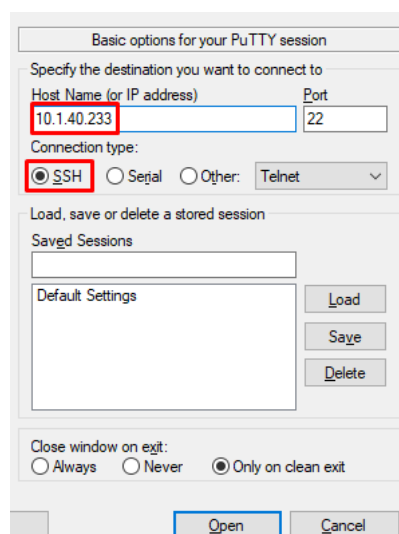 Basic options for your PuTTY session
Specify the destination you want to connect to
Host Name (or IP address) Port
10.1.40.233 22
Connection type:
SSH Serial Other: Telnet
Load, save or delete a stored session
Saved Sessions
Default Settings
Load
Save
Delete
Close window on exit:
Always Never Only on clean exit
Open Cancel